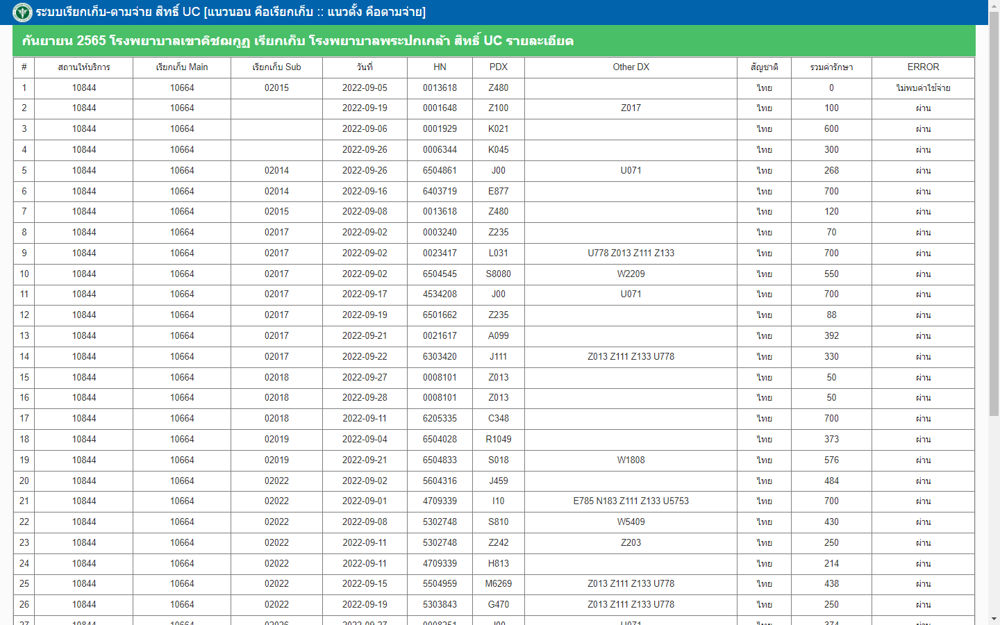 ระบบเรียกเก็บ-ตามจ่าย สิทธิ์ UC [แนวนอน คือเรียกเก็บ :: แนวตั้ง คือตามจ่าย]
กันยายน 2565 โรงพยาบาลเขาคิชฌกูฏ เรียกเก็บ โรงพยาบาลพระปกเกล้า สิทธิ์ UC รายละเอียด
# สถานให้บริการ เรียกเก็บ Main เรียกเก็บ Sub วันที่ HN PDX Other DX สัญชาติ รวมค่ารักษา ERROR
1 10844 10664 02015 2022-09-05 0013618 Z480 ไทย 0 ไม่พบค่าใช้จ่าย
2 10844 10664 2022-09-19 0001648 Z100 Z017 ไทย 100 ผ่าน
3 10844 10664 2022-09-06 0001929 K021 ไทย 600 ผ่าน
4 10844 10664 2022-09-26 0006344 K045 ไทย 300 ผ่าน
5 10844 10664 02014 2022-09-26 6504861 J00 U071 ไทย 268 ผ่าน
6 10844 10664 02014 2022-09-16 6403719 E877 ไทย 700 ผ่าน
7 10844 10664 02015 2022-09-08 0013618 Z480 ไทย 120 ผ่าน
8 10844 10664 02017 2022-09-02 0003240 Z235 ไทย 70 ผ่าน
9 10844 10664 02017 2022-09-02 0023417 L031 U778 Z013 Z111 Z133 ไทย 700 ผ่าน
10 10844 10664 02017 2022-09-02 6504545 S8080 W2209 ไทย 550 ผ่าน
11 10844 10664 02017 2022-09-17 4534208 J00 U071 ไทย 700 ผ่าน
12 10844 10664 02017 2022-09-19 6501662 Z235 ไทย 88 ผ่าน
13 10844 10664 02017 2022-09-21 0021617 A099 ไทย 392 ผ่าน
14 10844 10664 02017 2022-09-22 6303420 J111 Z013 Z111 Z133 U778 ไทย 330 ผ่าน
15 10844 10664 02018 2022-09-27 0008101 Z013 ไทย 50 ผ่าน
16 10844 10664 02018 2022-09-28 0008101 Z013 ไทย 50 ผ่าน
17 10844 10664 02018 2022-09-11 6205335 C348 ไทย 700 ผ่าน
18 10844 10664 02019 2022-09-04 6504028 R1049 ไทย 373 ผ่าน
19 10844 10664 02019 2022-09-21 6504833 S018 W1808 ไทย 576 ผ่าน
20 10844 10664 02022 2022-09-02 5604316 J459 ไทย 484 ผ่าน
21 10844 10664 02022 2022-09-01 4709339 I10 E785 N183 Z111 Z133 U5753 ไทย 700 ผ่าน
22 10844 10664 02022 2022-09-08 5302748 S810 W5409 ไทย 430 ผ่าน
23 10844 10664 02022 2022-09-11 5302748 Z242 Z203 ไทย 250 ผ่าน
24 10844 10664 02022 2022-09-11 4709339 H813 ไทย 214 ผ่าน
25 10844 10664 02022 2022-09-15 5504959 M6269 Z013 Z111 Z133 U778 ไทย 438 ผ่าน
26 10844 10664 02022 2022-09-19 5303843 G470 Z013 Z111 Z133 U778 ไทย 250 ผ่าน
27 10844 10664 02026 2022-09-27 0008251 J00 U071 ไทย 374 ผ่าน